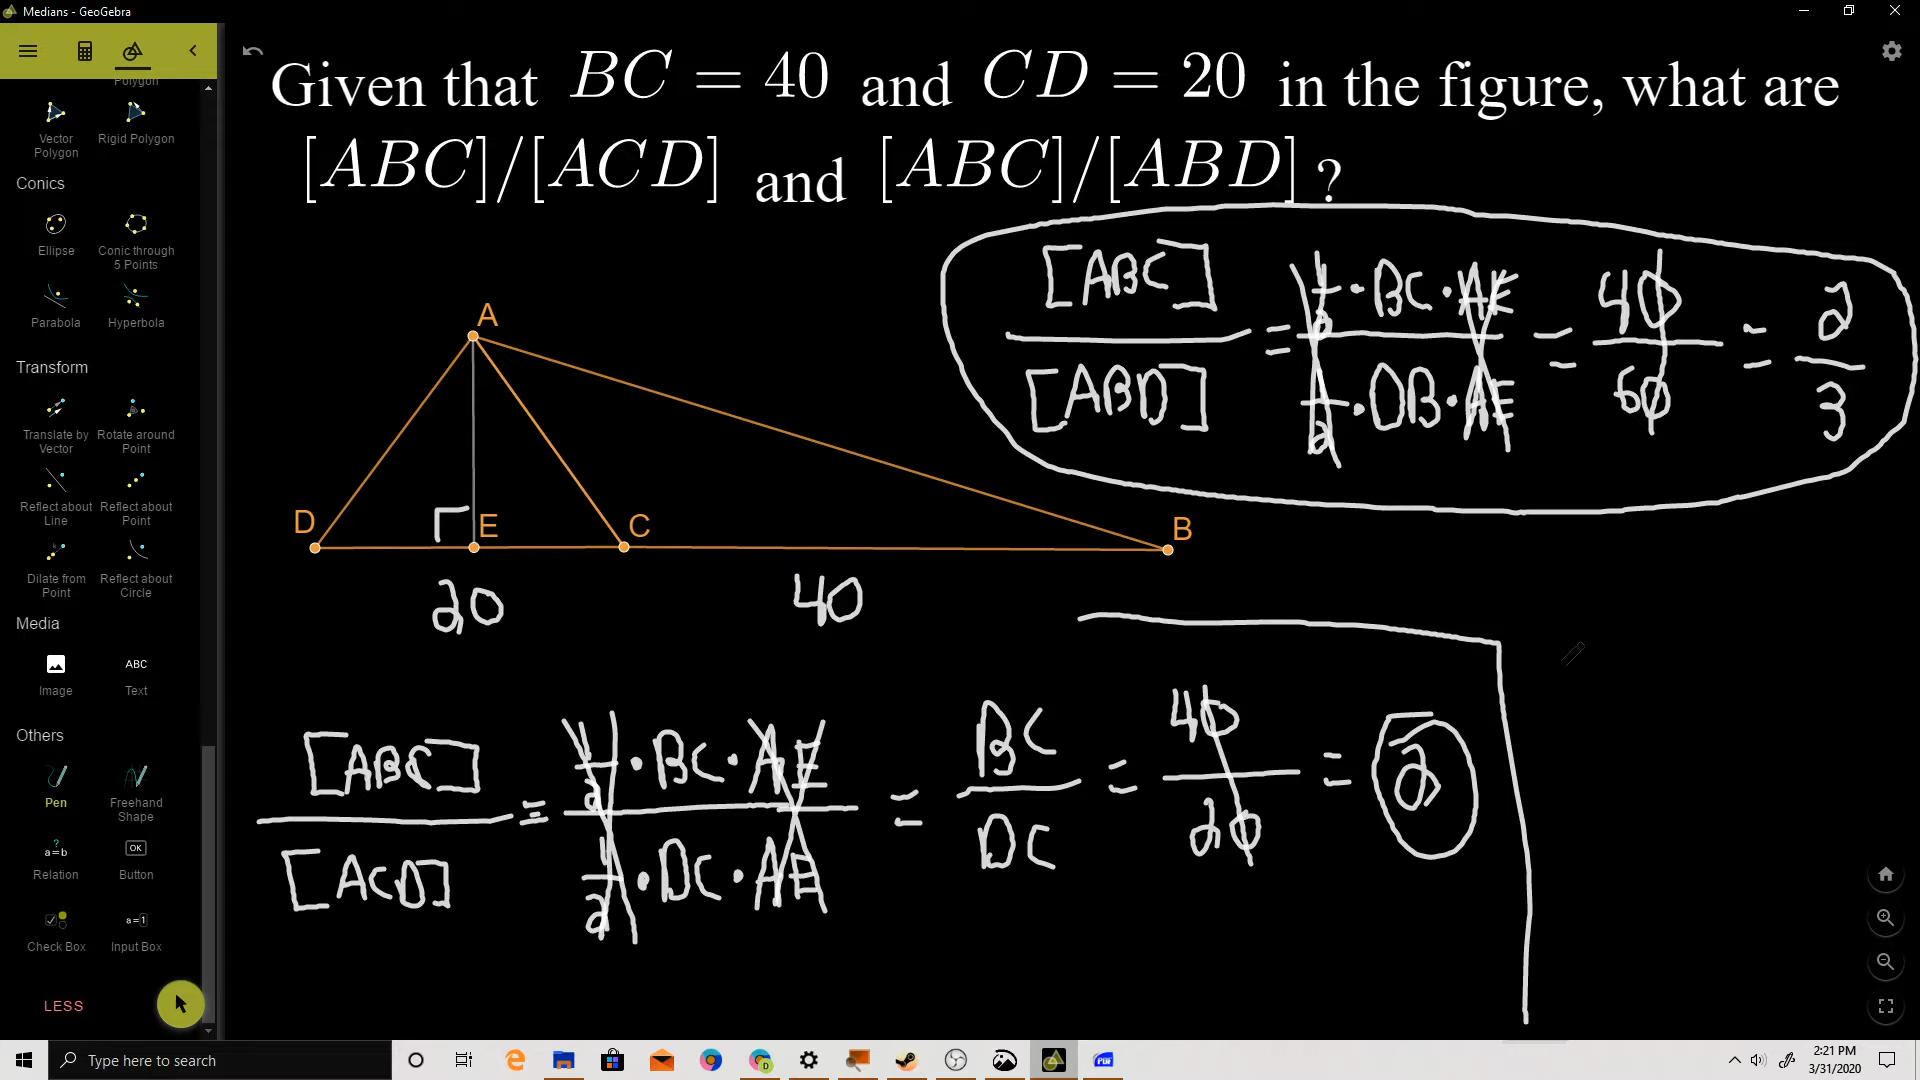 Medians - GeoGebra
Polygon
Vector Polygon
Rigid Polygon
Conics
Ellipse
Conic through 5 Points
Parabola
Hyperbola
Transform
Translate by Vector
Rotate around Point
Reflect about Line
Reflect about Point
Dilate from Point
Reflect about Circle
Media
ABC
Image
Text
Others
Pen
Freehand Shape
a=b
OK
Relation
Button
a=1
Check Box
Input Box
LESS
Given that BC = 40 and CD = 20 in the figure, what are
[ABC]/[ACD] and [ABC]/[ABD] ?
[ABC]/[ABD] = 1/2 · BC · AE / 1/2 · DB · AE = 40/60 = 2/3
A
D
E
C
B
20
40
[ABC]/[ACD] = 1/2 · BC · AE / 1/2 · DC · AE = BC/DC = 40/20 = 2
Type here to search
D
PDF
2:21 PM
3/31/2020